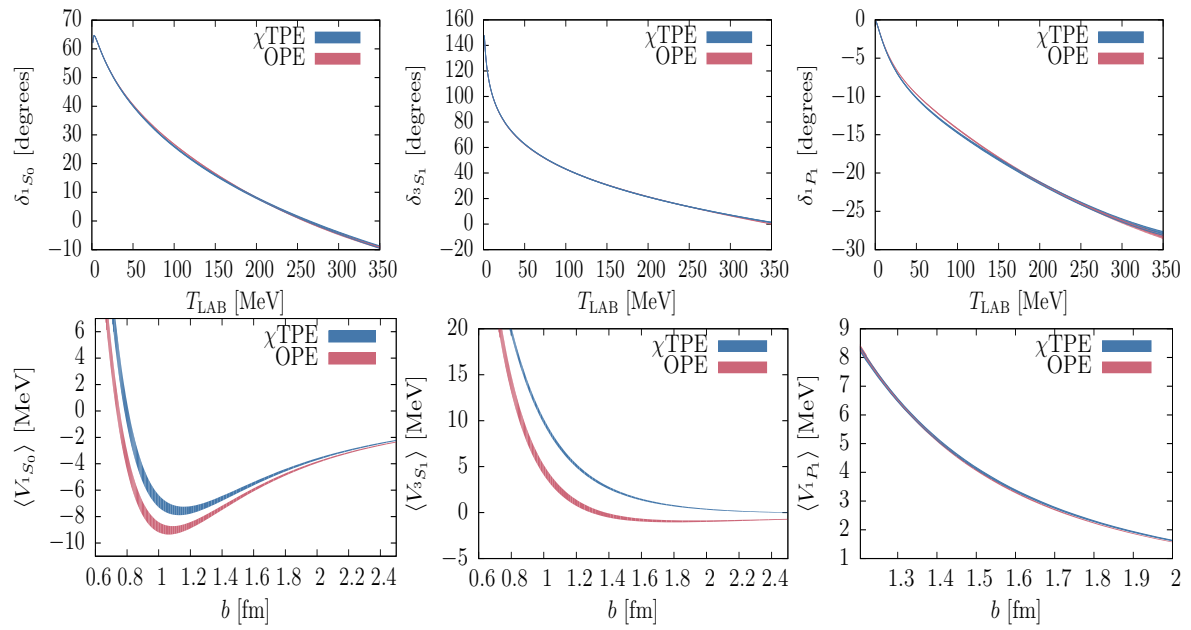 70
60
50
40
30
20
10
0
−10
δ¹S₀ [degrees]
χTPE
OPE
0 50 100 150 200 250 300 350
T_LAB [MeV]
160
140
120
100
80
60
40
20
0
−20
δ³S₁ [degrees]
χTPE
OPE
0 50 100 150 200 250 300 350
T_LAB [MeV]
0
−5
−10
−15
−20
−25
−30
δ¹P₁ [degrees]
χTPE
OPE
0 50 100 150 200 250 300 350
T_LAB [MeV]
6
4
2
0
−2
−4
−6
−8
−10
⟨V¹S₀⟩ [MeV]
χTPE
OPE
0.6 0.8 1 1.2 1.4 1.6 1.8 2 2.2 2.4
b [fm]
20
15
10
5
0
−5
⟨V³S₁⟩ [MeV]
χTPE
OPE
0.6 0.8 1 1.2 1.4 1.6 1.8 2 2.2 2.4
b [fm]
9
8
7
6
5
4
3
2
1
⟨V¹P₁⟩ [MeV]
χTPE
OPE
1.3 1.4 1.5 1.6 1.7 1.8 1.9 2
b [fm]